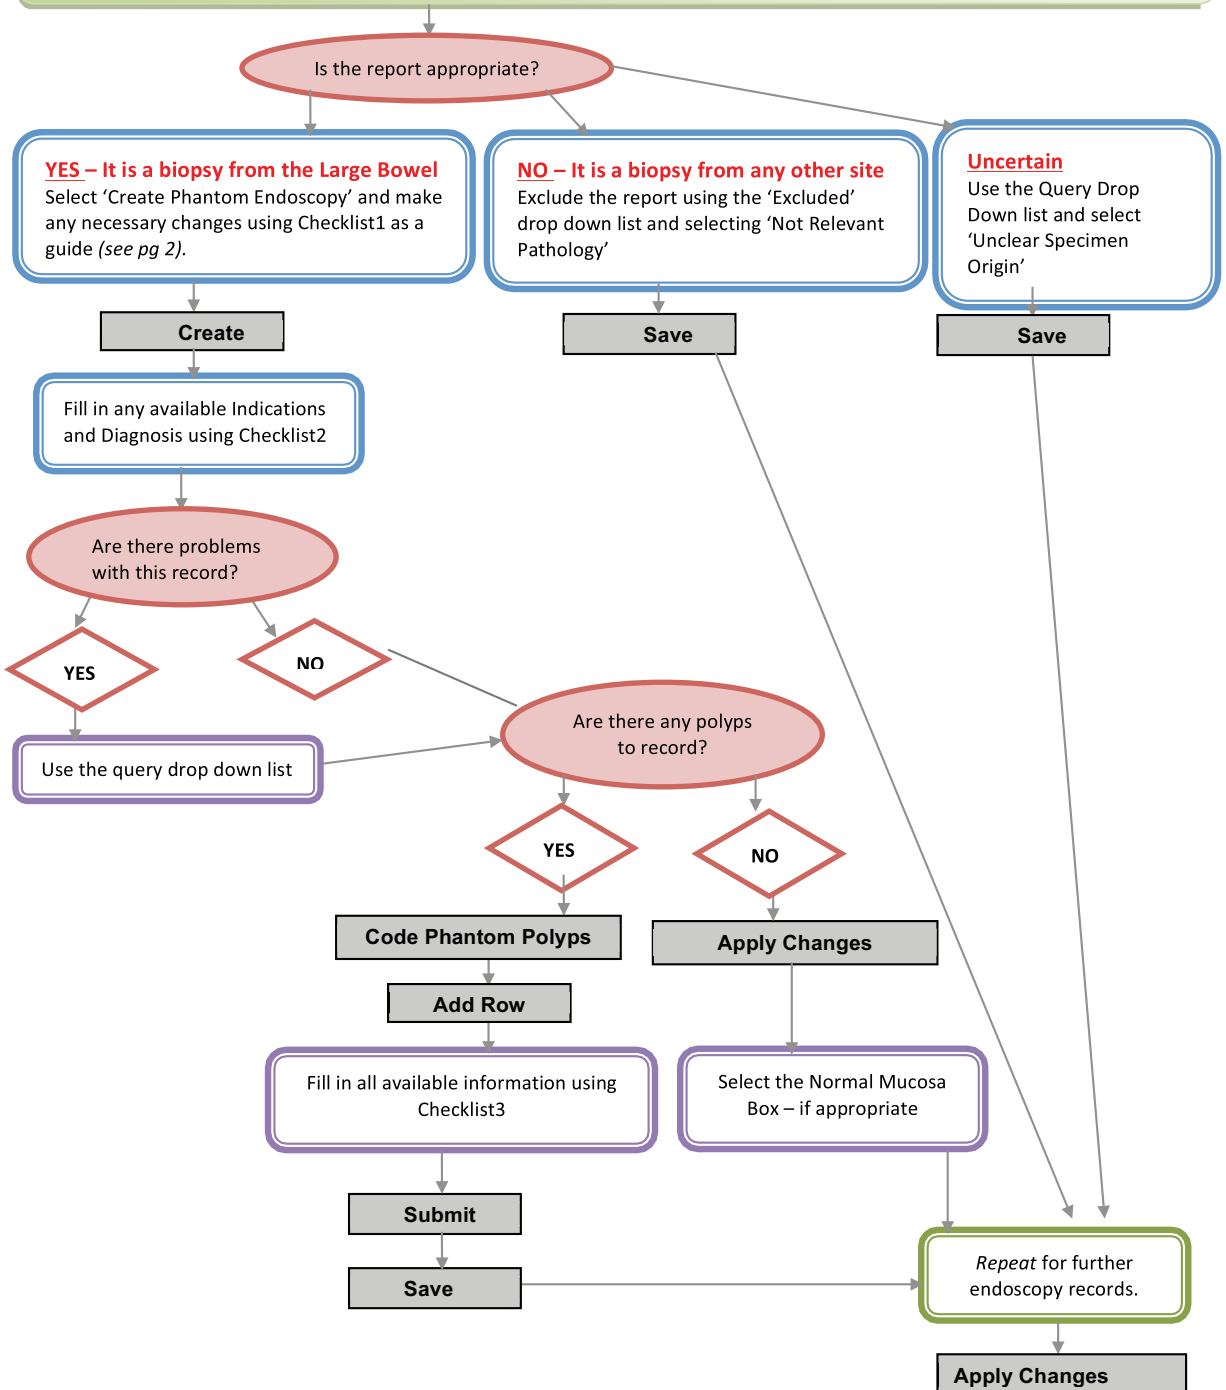 Is the report appropriate?
YES – It is a biopsy from the Large Bowel
Select ‘Create Phantom Endoscopy’ and make
any necessary changes using Checklist1 as a
guide (see pg 2).
NO – It is a biopsy from any other site
Exclude the report using the ‘Excluded’
drop down list and selecting ‘Not Relevant
Pathology’
Uncertain
Use the Query Drop
Down list and select
‘Unclear Specimen
Origin’
Create
Save
Save
Fill in any available Indications
and Diagnosis using Checklist2
Are there problems
with this record?
YES
NO
Use the query drop down list
Are there any polyps
to record?
YES
NO
Code Phantom Polyps
Apply Changes
Add Row
Fill in all available information using
Checklist3
Select the Normal Mucosa
Box – if appropriate
Submit
Save
Repeat for further
endoscopy records.
Apply Changes